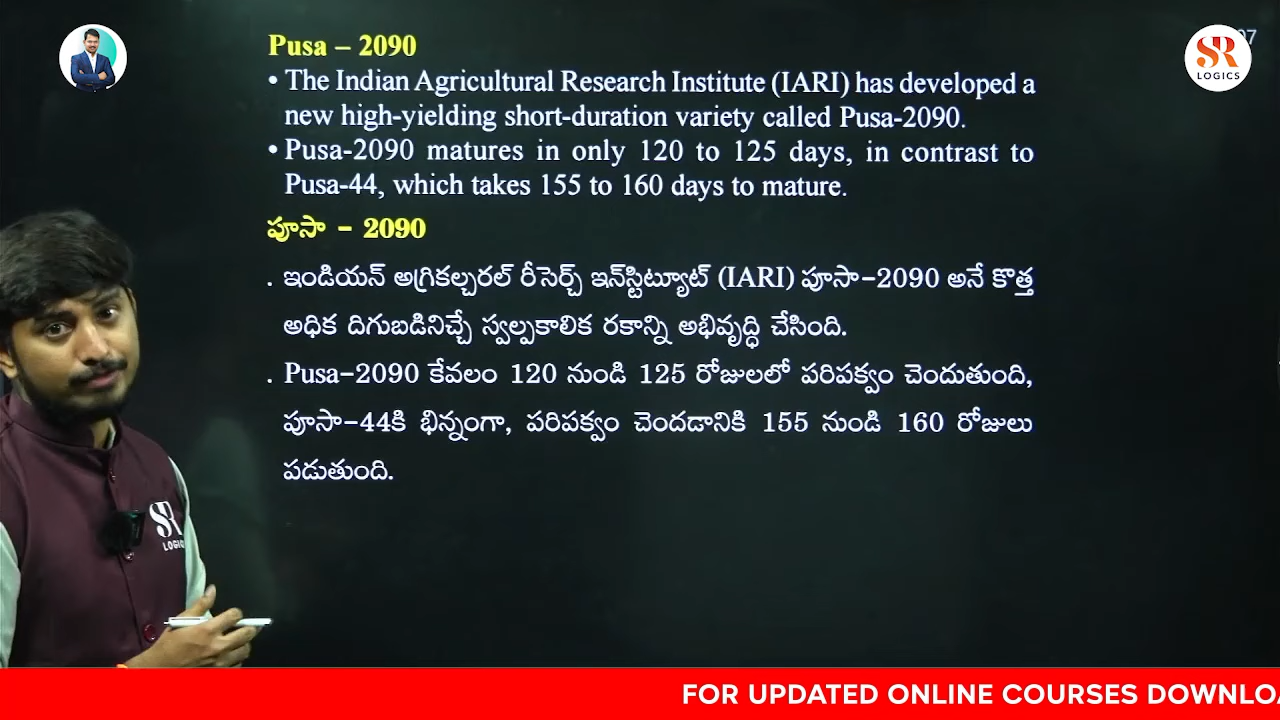 Pusa – 2090
• The Indian Agricultural Research Institute (IARI) has developed a
new high-yielding short-duration variety called Pusa-2090.
• Pusa-2090 matures in only 120 to 125 days, in contrast to
Pusa-44, which takes 155 to 160 days to mature.
పూసా – 2090
. ఇండియన్ అగ్రికల్చరల్ రీసెర్చ్ ఇన్‌స్టిట్యూట్ (IARI) పూసా–2090 అనే కొత్త
అధిక దిగుబడినిచ్చే స్వల్పకాలిక రకాన్ని అభివృద్ధి చేసింది.
. Pusa–2090 కేవలం 120 నుండి 125 రోజులలో పరిపక్వం చెందుతుంది,
పూసా–44కి భిన్నంగా, పరిపక్వం చెందడానికి 155 నుండి 160 రోజులు
పడుతుంది.
SR
LOGICS
07
SR
LOGICS
FOR UPDATED ONLINE COURSES DOWNLOA